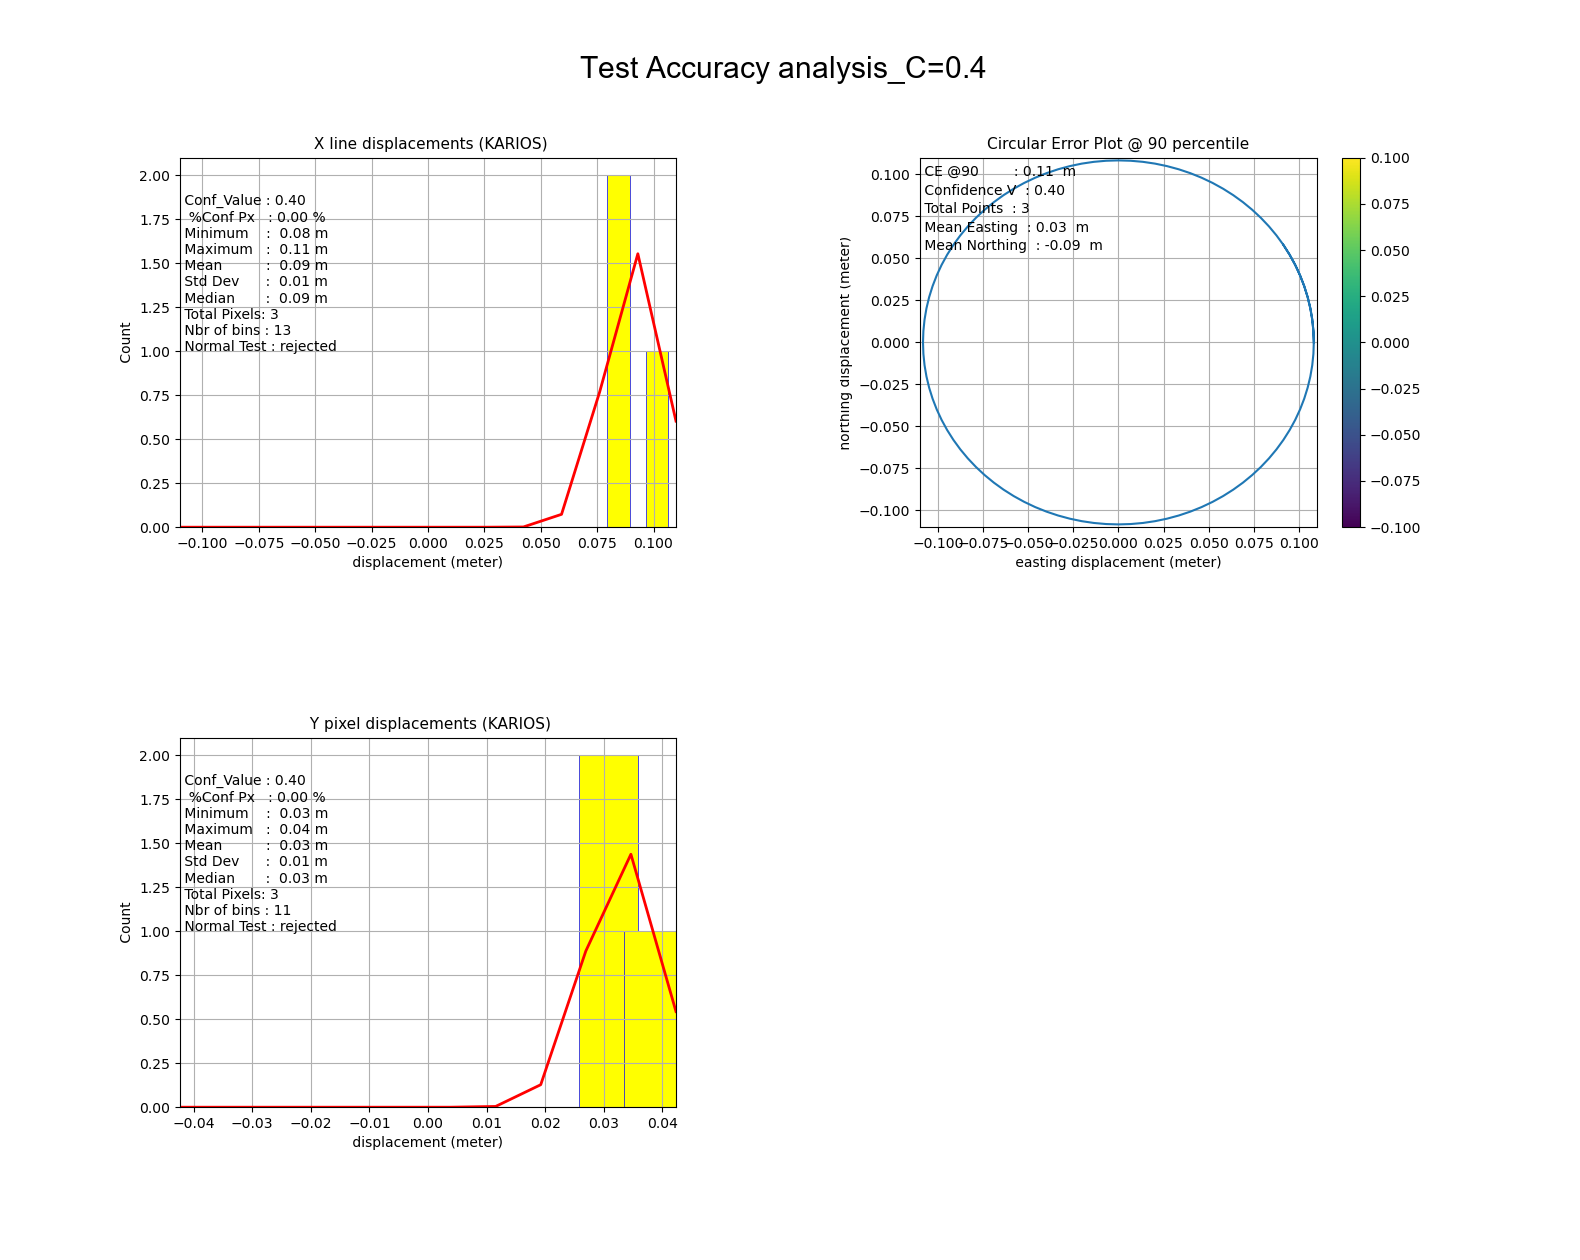 Test Accuracy analysis_C=0.4
X line displacements (KARIOS)
2.00
1.75
1.50
1.25
1.00
0.75
0.50
0.25
0.00
Count
Conf_Value : 0.40
%Conf Px : 0.00 %
Minimum : 0.08 m
Maximum : 0.11 m
Mean : 0.09 m
Std Dev : 0.01 m
Median : 0.09 m
Total Pixels: 3
Nbr of bins : 13
Normal Test : rejected
−0.100 −0.075 −0.050 −0.025 0.000 0.025 0.050 0.075 0.100
displacement (meter)
Circular Error Plot @ 90 percentile
0.100
0.075
0.050
0.025
0.000
−0.025
−0.050
−0.075
−0.100
northing displacement (meter)
CE @90 : 0.11 m
Confidence V : 0.40
Total Points : 3
Mean Easting : 0.03 m
Mean Northing : -0.09 m
−0.100 −0.075 −0.050 −0.025 0.000 0.025 0.050 0.075 0.100
easting displacement (meter)
0.100
0.075
0.050
0.025
0.000
−0.025
−0.050
−0.075
−0.100
Y pixel displacements (KARIOS)
2.00
1.75
1.50
1.25
1.00
0.75
0.50
0.25
0.00
Count
Conf_Value : 0.40
%Conf Px : 0.00 %
Minimum : 0.03 m
Maximum : 0.04 m
Mean : 0.03 m
Std Dev : 0.01 m
Median : 0.03 m
Total Pixels: 3
Nbr of bins : 11
Normal Test : rejected
−0.04 −0.03 −0.02 −0.01 0.00 0.01 0.02 0.03 0.04
displacement (meter)